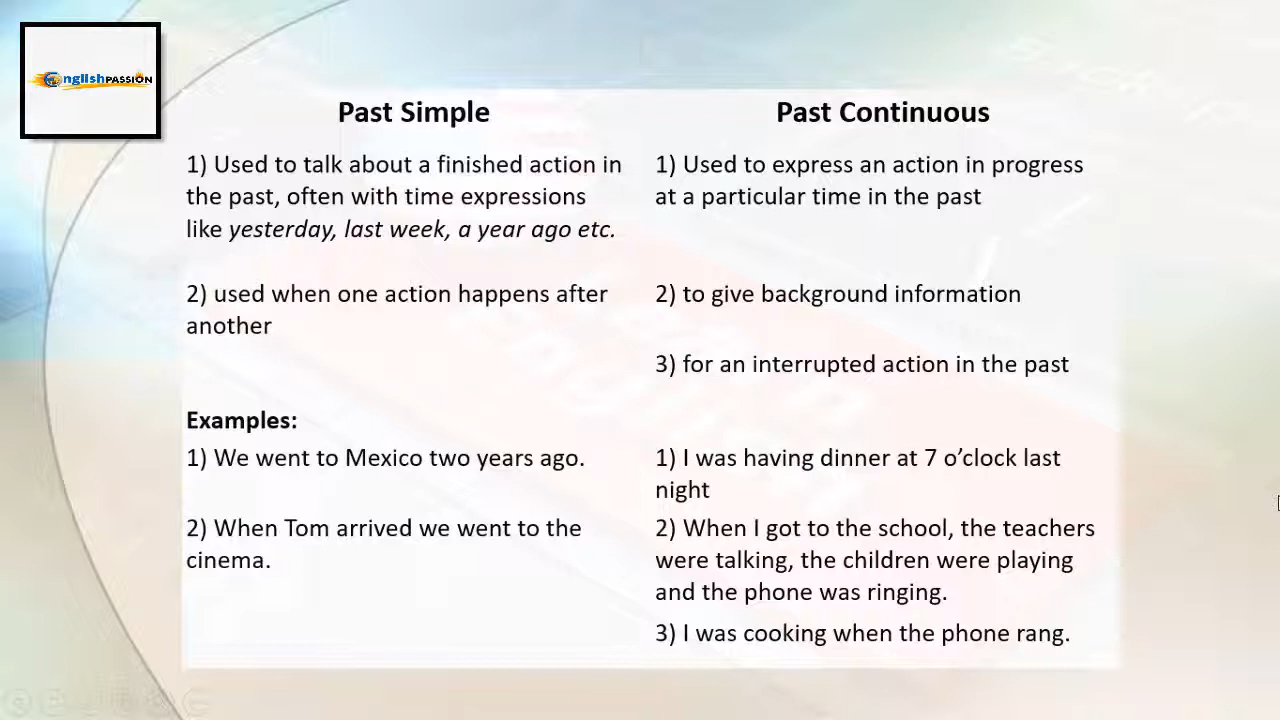 EnglishPASSION
Past Simple
Past Continuous
1) Used to talk about a finished action in
the past, often with time expressions
like yesterday, last week, a year ago etc.
1) Used to express an action in progress
at a particular time in the past
2) used when one action happens after
another
2) to give background information
3) for an interrupted action in the past
Examples:
1) We went to Mexico two years ago.
1) I was having dinner at 7 o’clock last
night
2) When Tom arrived we went to the
cinema.
2) When I got to the school, the teachers
were talking, the children were playing
and the phone was ringing.
3) I was cooking when the phone rang.